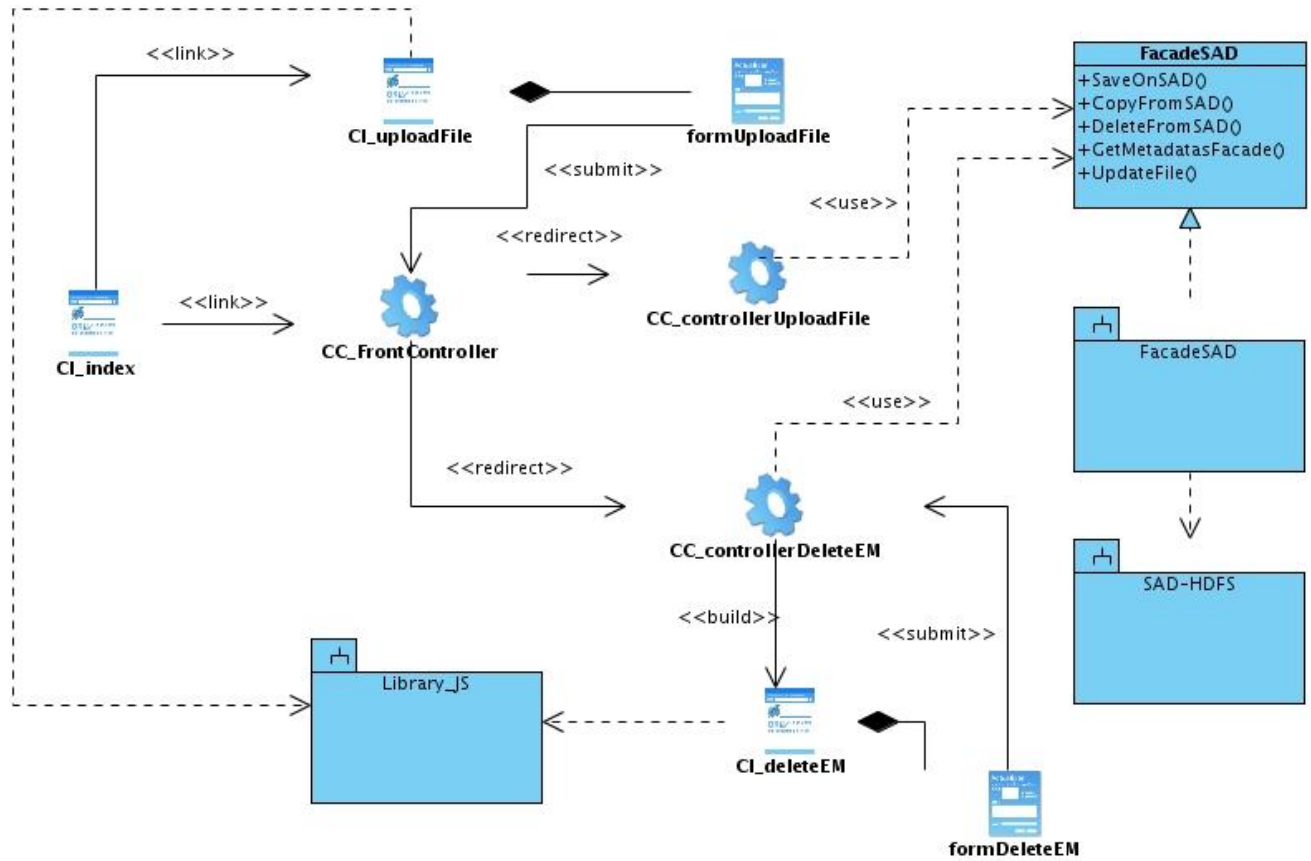 <<link>>
CI_uploadFile
formUploadFile
FacadeSAD
+SaveOnSAD()
+CopyFromSAD()
+DeleteFromSAD()
+GetMetadatasFacade()
+UpdateFile()
<<submit>>
<<use>>
<<redirect>>
<<link>>
CC_controllerUploadFile
CC_FrontController
CI_index
FacadeSAD
<<use>>
<<redirect>>
CC_controllerDeleteEM
SAD-HDFS
<<build>>
<<submit>>
Library_JS
CI_deleteEM
formDeleteEM